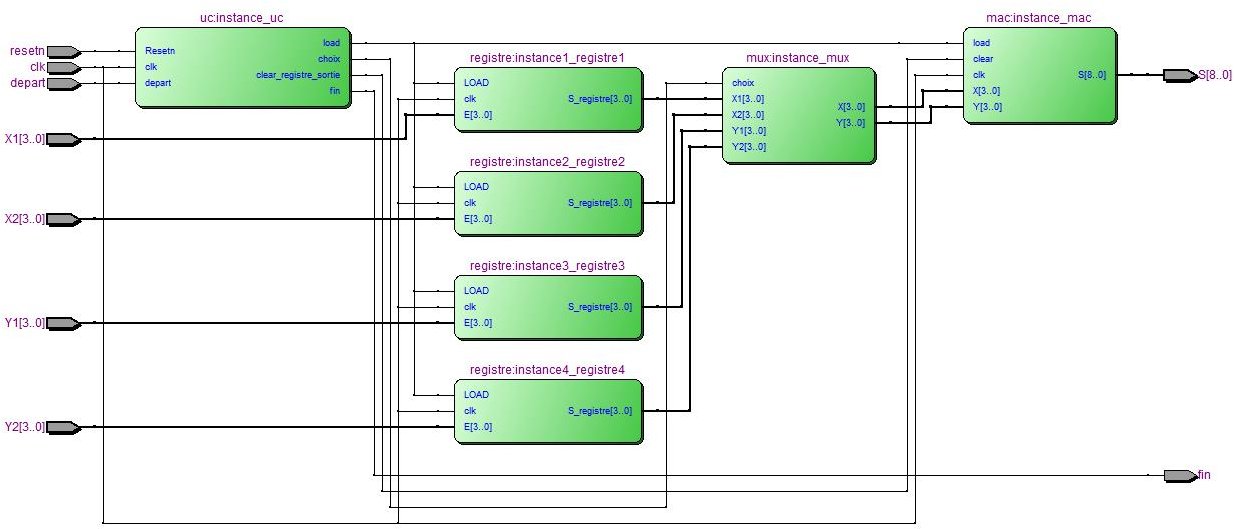 uc:instance_uc
resetn
clk
depart
Resetn
clk
depart
load
choix
clear_registre_sortie
fin
X1[3..0]
X2[3..0]
Y1[3..0]
Y2[3..0]
registre:instance1_registre1
LOAD
clk
E[3..0]
S_registre[3..0]
registre:instance2_registre2
LOAD
clk
E[3..0]
S_registre[3..0]
registre:instance3_registre3
LOAD
clk
E[3..0]
S_registre[3..0]
registre:instance4_registre4
LOAD
clk
E[3..0]
S_registre[3..0]
mux:instance_mux
choix
X1[3..0]
X2[3..0]
Y1[3..0]
Y2[3..0]
X[3..0]
Y[3..0]
mac:instance_mac
load
clear
clk
X[3..0]
Y[3..0]
S[8..0]
S[8..0]
fin